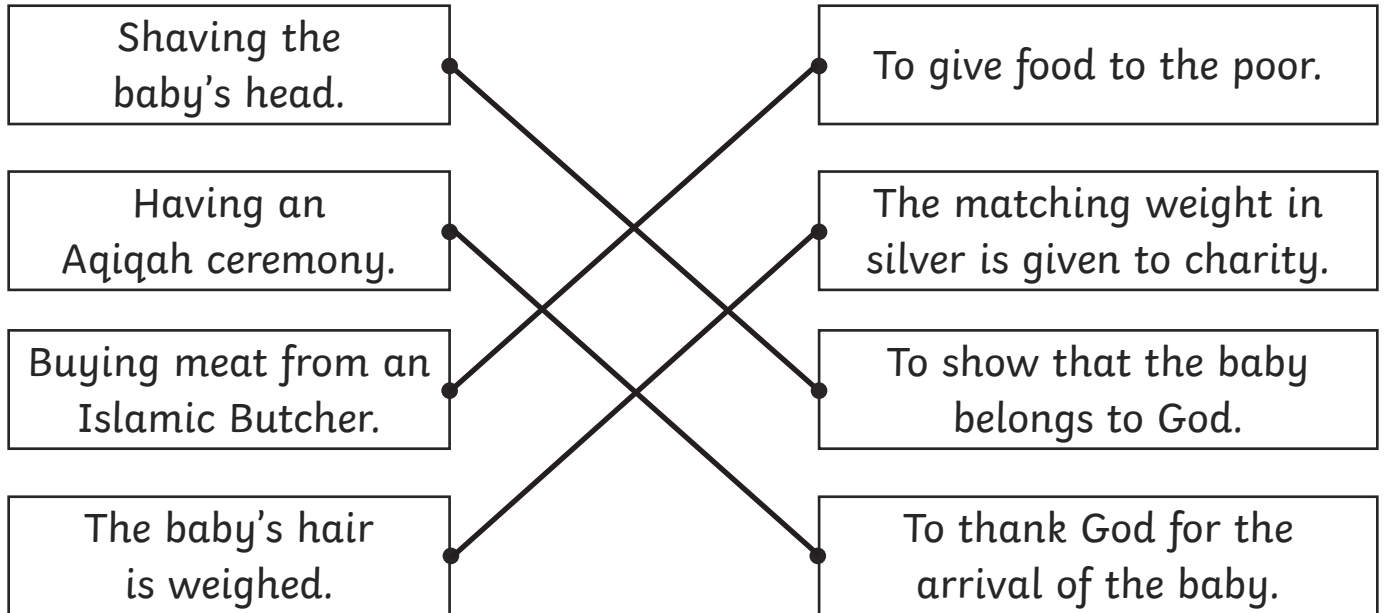 Shaving the
baby's head.
To give food to the poor.
Having an
Aqiqah ceremony.
The matching weight in
silver is given to charity.
Buying meat from an
Islamic Butcher.
To show that the baby
belongs to God.
The baby's hair
is weighed.
To thank God for the
arrival of the baby.